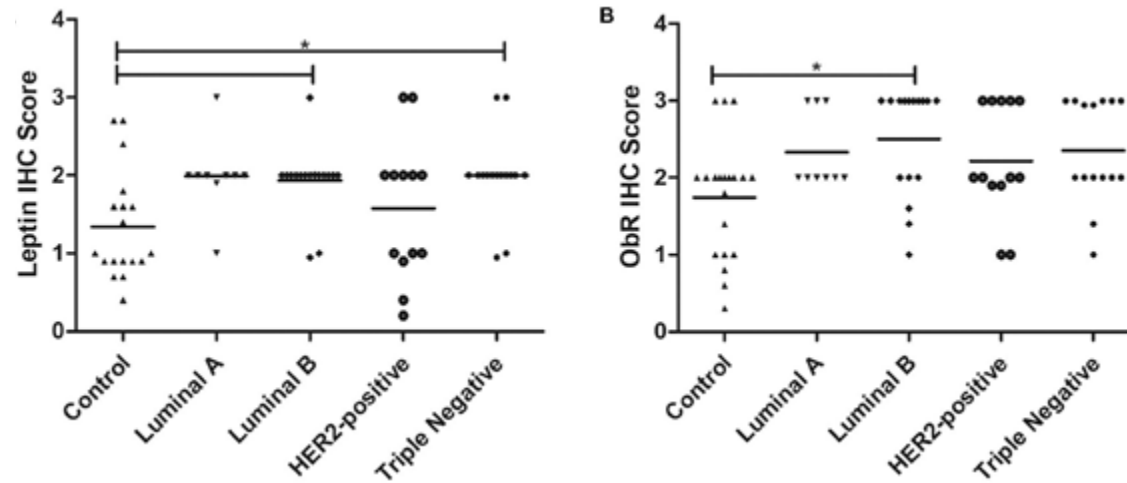 4
3
2
1
0
Leptin IHC Score
*
Control
Luminal A
Luminal B
HER2-positive
Triple Negative
B
4
3
2
1
0
ObR IHC Score
*
Control
Luminal A
Luminal B
HER2-positive
Triple Negative